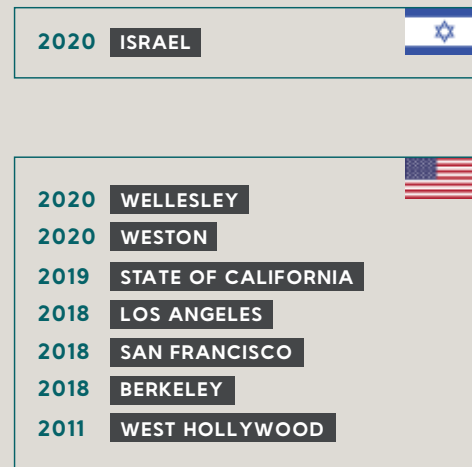 2020 ISRAEL
2020 WELLESLEY
2020 WESTON
2019 STATE OF CALIFORNIA
2018 LOS ANGELES
2018 SAN FRANCISCO
2018 BERKELEY
2011 WEST HOLLYWOOD